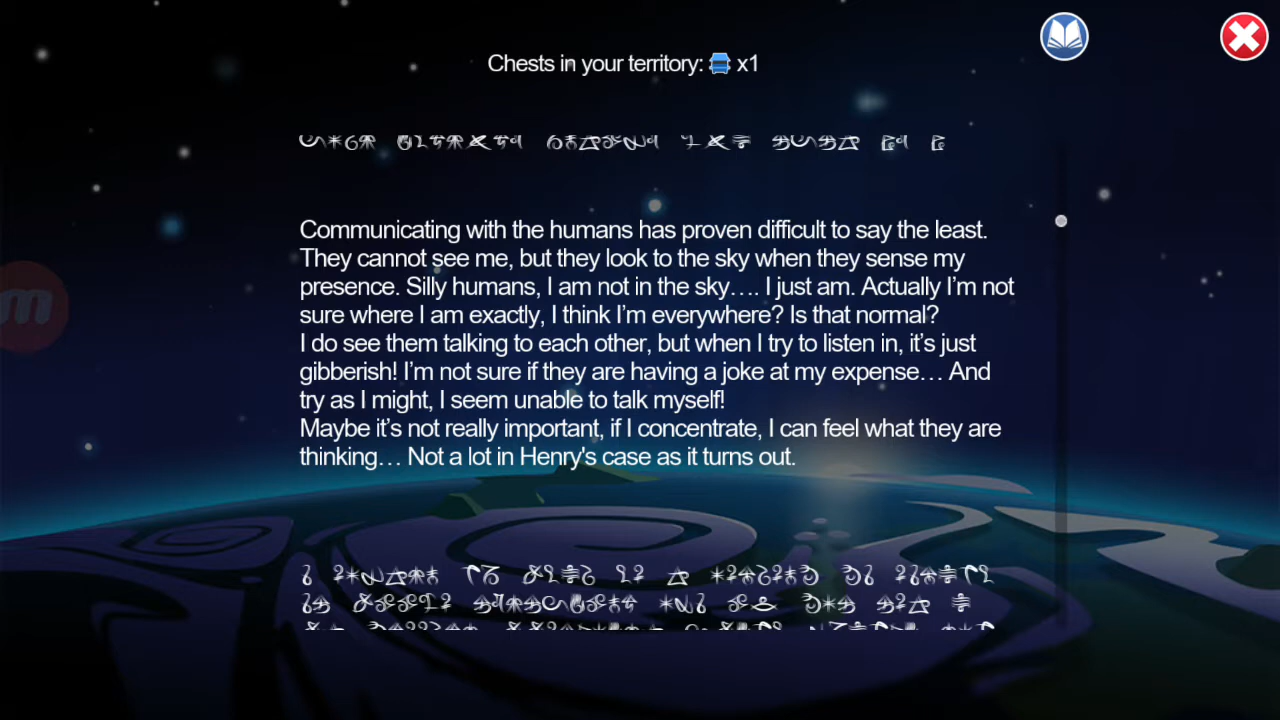 Chests in your territory: x1
Communicating with the humans has proven difficult to say the least.
They cannot see me, but they look to the sky when they sense my
presence. Silly humans, I am not in the sky…. I just am. Actually I’m not
sure where I am exactly, I think I’m everywhere? Is that normal?
I do see them talking to each other, but when I try to listen in, it’s just
gibberish! I’m not sure if they are having a joke at my expense… And
try as I might, I seem unable to talk myself!
Maybe it’s not really important, if I concentrate, I can feel what they are
thinking… Not a lot in Henry's case as it turns out.